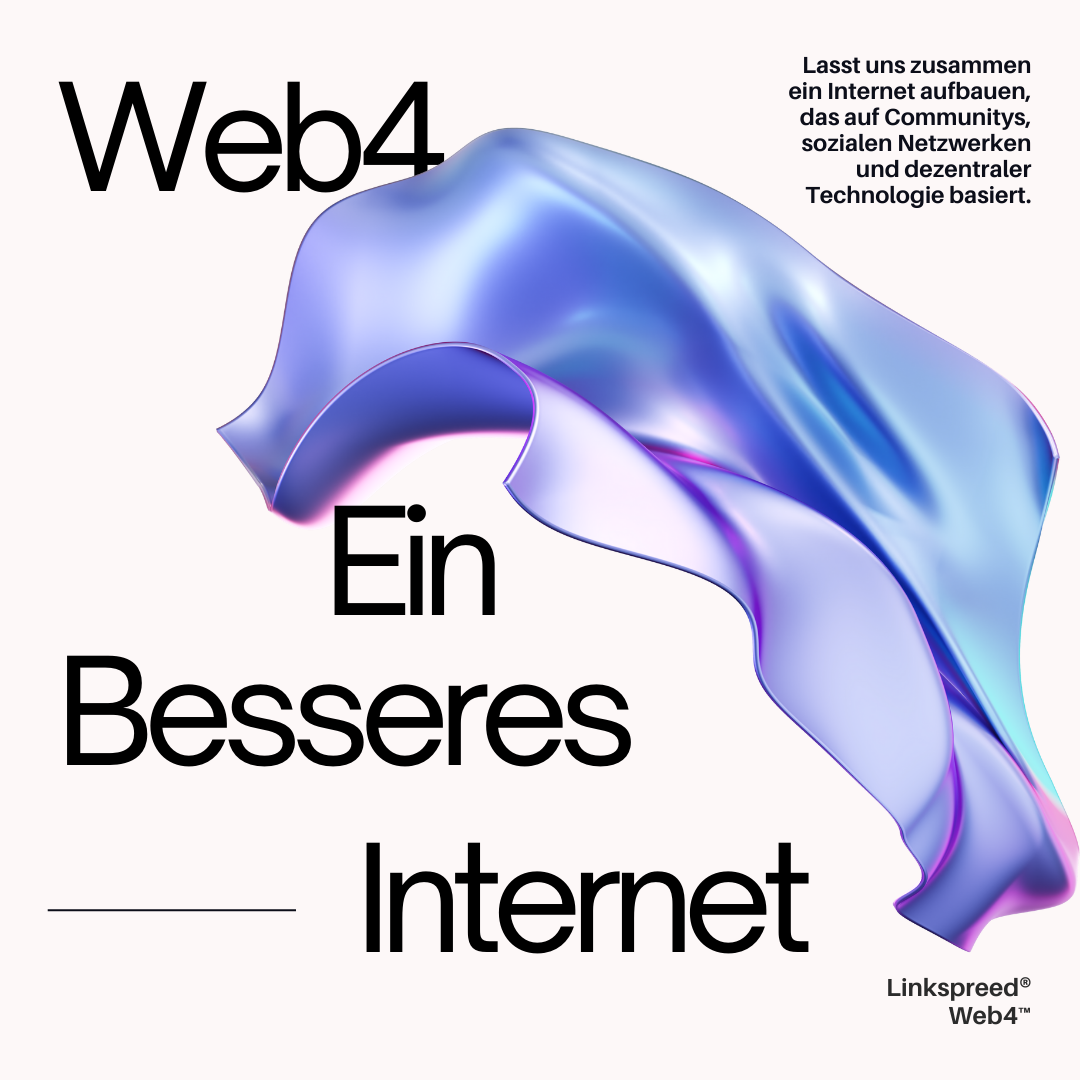 Web4
Lasst uns zusammen
ein Internet aufbauen,
das auf Communitys,
sozialen Netzwerken
und dezentraler
Technologie basiert.
Ein
Besseres
Internet
Linkspreed®
Web4™